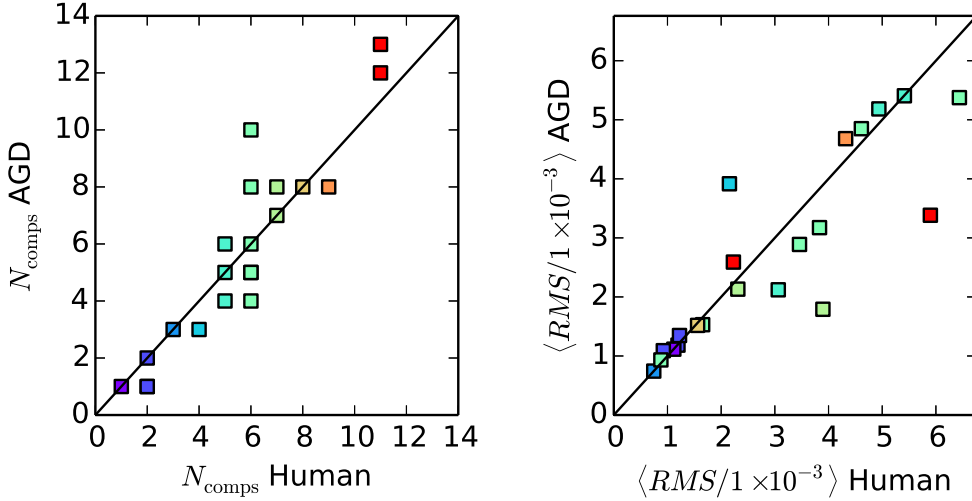 14
12
10
8
6
4
2
0
N_comps AGD
0 2 4 6 8 10 12 14
N_comps Human
6
5
4
3
2
1
0
⟨RMS/1 ×10⁻³⟩ AGD
0 1 2 3 4 5 6
⟨RMS/1 ×10⁻³⟩ Human